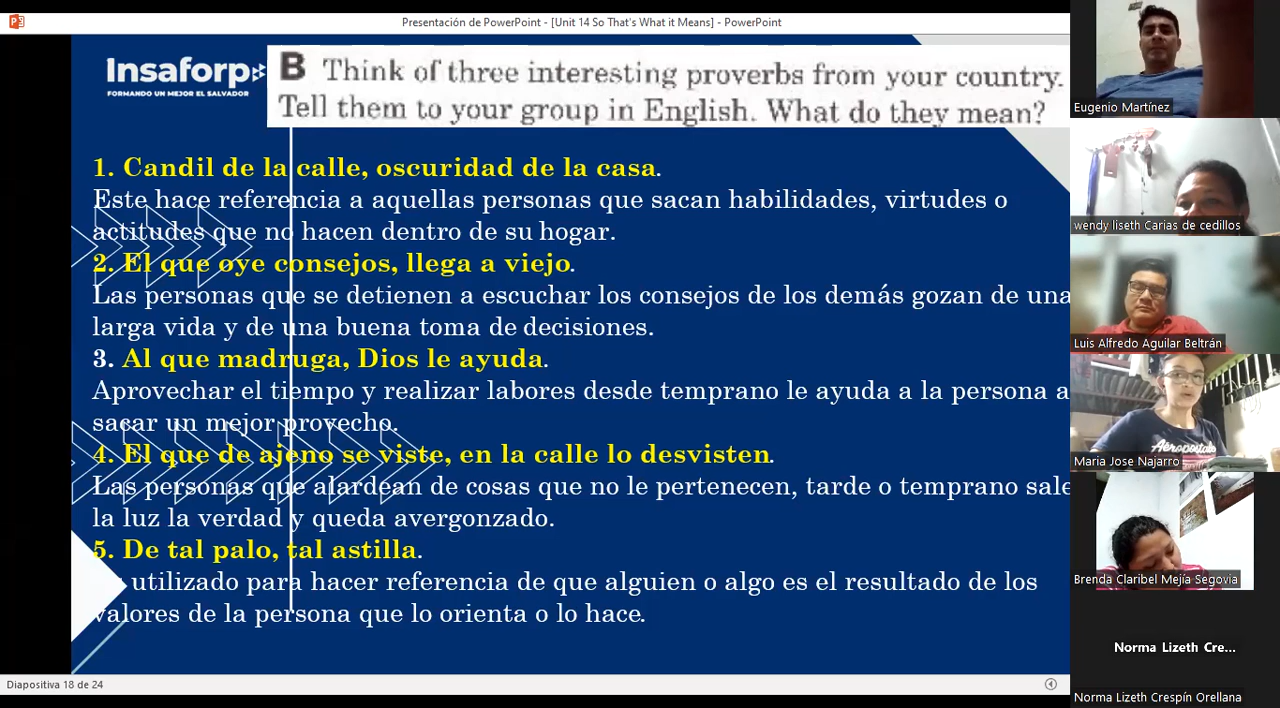 Presentación de PowerPoint - [Unit 14 So That's What it Means] - PowerPoint
Insaforp
FORMANDO UN MEJOR EL SALVADOR
B Think of three interesting proverbs from your country.
Tell them to your group in English. What do they mean?
1. Candil de la calle, oscuridad de la casa.
Este hace referencia a aquellas personas que sacan habilidades, virtudes o
actitudes que no hacen dentro de su hogar.
2. El que oye consejos, llega a viejo.
Las personas que se detienen a escuchar los consejos de los demás gozan de una
larga vida y de una buena toma de decisiones.
3. Al que madruga, Dios le ayuda.
Aprovechar el tiempo y realizar labores desde temprano le ayuda a la persona a
sacar un mejor provecho.
4. El que de ajeno se viste, en la calle lo desvisten.
Las personas que alardean de cosas que no le pertenecen, tarde o temprano sale
la luz la verdad y queda avergonzado.
5. De tal palo, tal astilla.
utilizado para hacer referencia de que alguien o algo es el resultado de los
valores de la persona que lo orienta o lo hace.
Diapositiva 18 de 24
Eugenio Martínez
wendy liseth Carias de cedillos
Luis Alfredo Aguilar Beltrán
Aéropostale
Maria Jose Najarro
Brenda Claribel Mejía Segovia
Norma Lizeth Cre...
Norma Lizeth Crespín Orellana